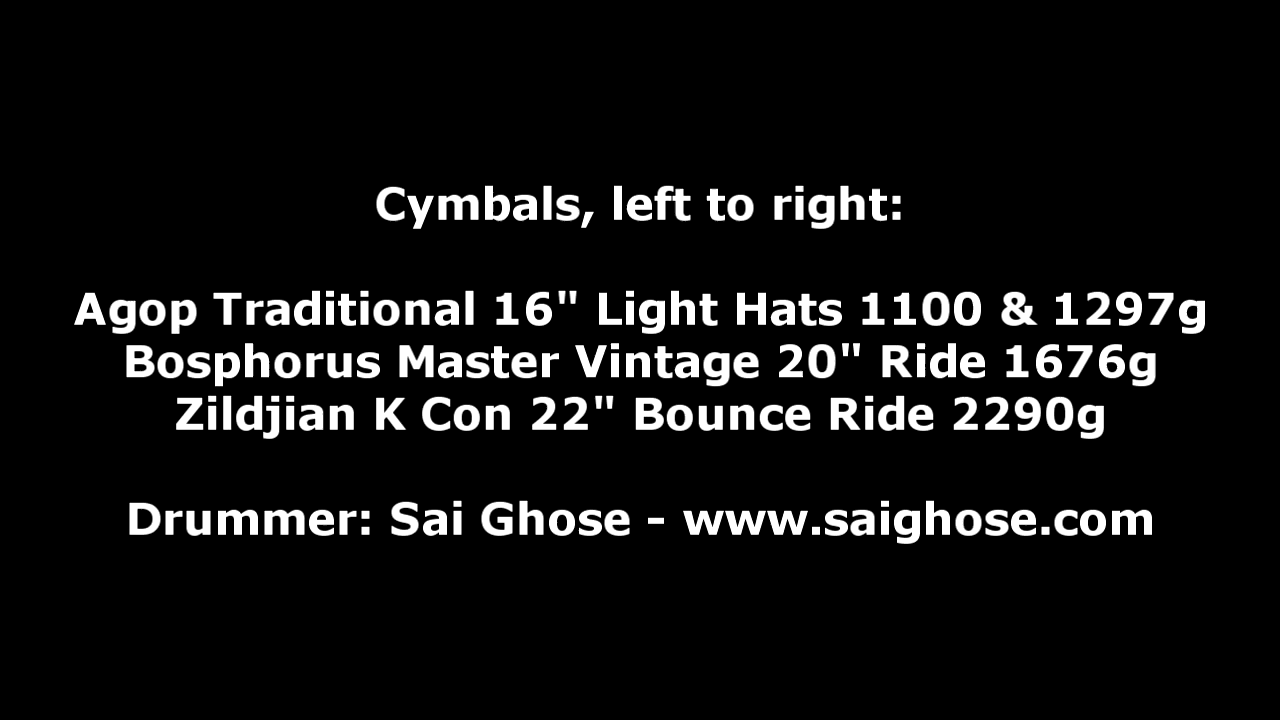 Cymbals, left to right:
Agop Traditional 16" Light Hats 1100 & 1297g
Bosphorus Master Vintage 20" Ride 1676g
Zildjian K Con 22" Bounce Ride 2290g
Drummer: Sai Ghose - www.saighose.com